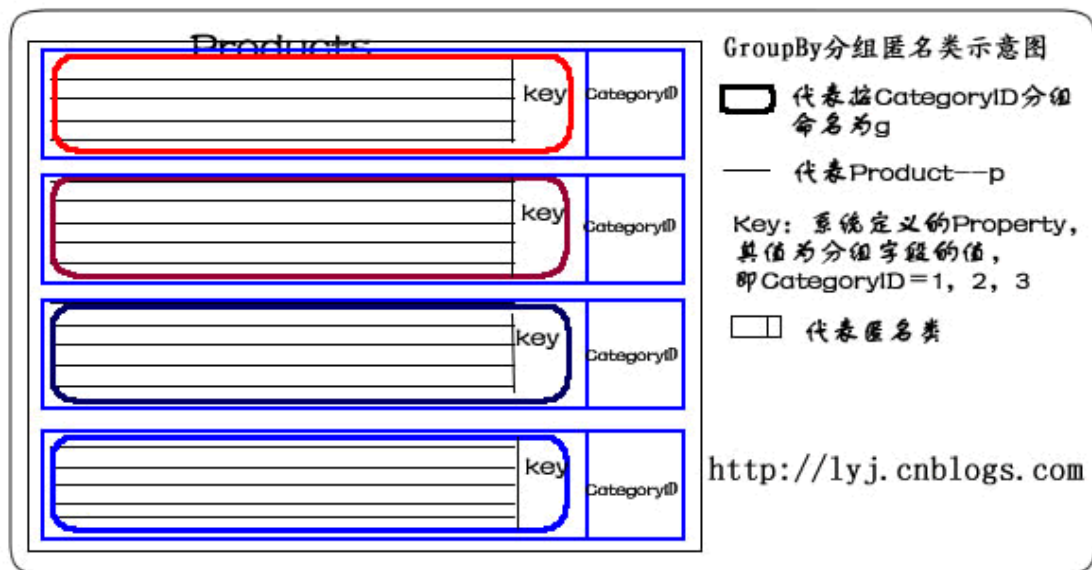 Products
key CategoryID
key CategoryID
key CategoryID
key CategoryID
GroupBy分组匿名类示意图
代表按CategoryID分组
命名为g
代表Product--p
Key: 系统定义的Property,
其值为分组字段的值,
即CategoryID=1, 2, 3
代表匿名类
http://lyj.cnblogs.com